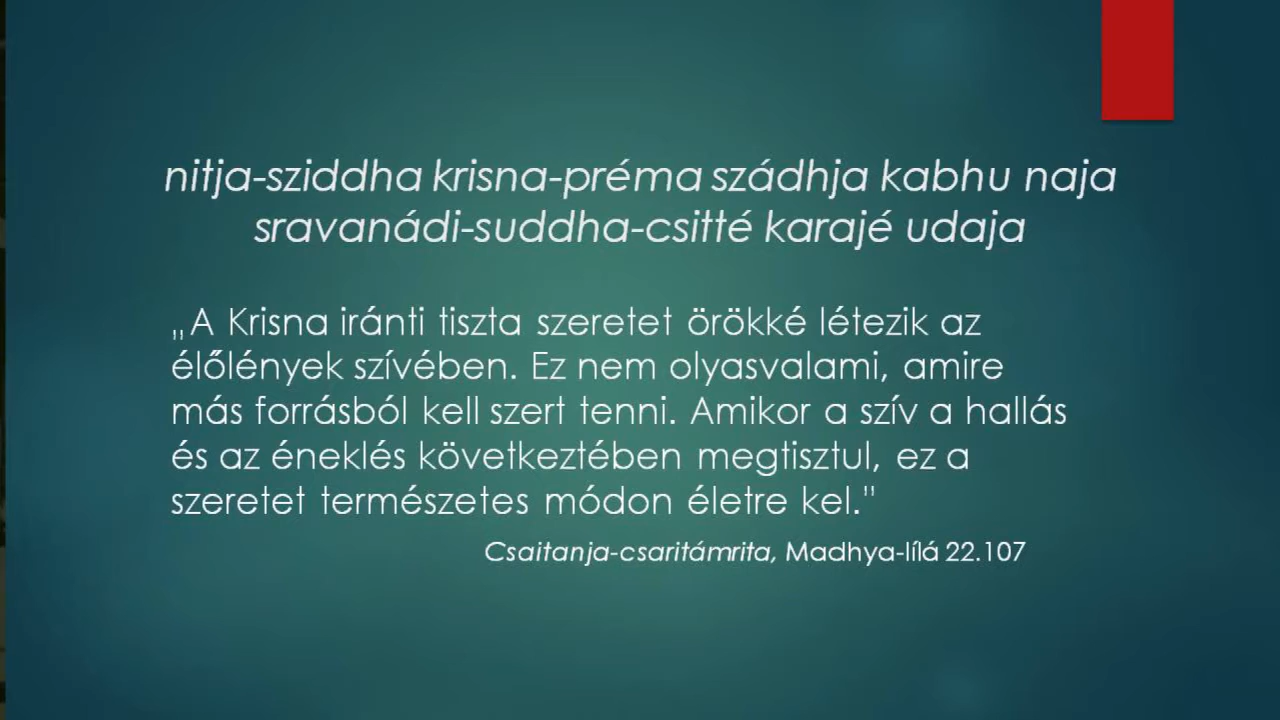 nitja-sziddha krisna-préma szádhja kabhu naja
sravanádi-suddha-csitté karajé udaja
„A Krisna iránti tiszta szeretet örökké létezik az
élőlények szívében. Ez nem olyasvalami, amire
más forrásból kell szert tenni. Amikor a szív a hallás
és az éneklés következtében megtisztul, ez a
szeretet természetes módon életre kel."
Csaitanja-csaritámrita, Madhya-lílá 22.107